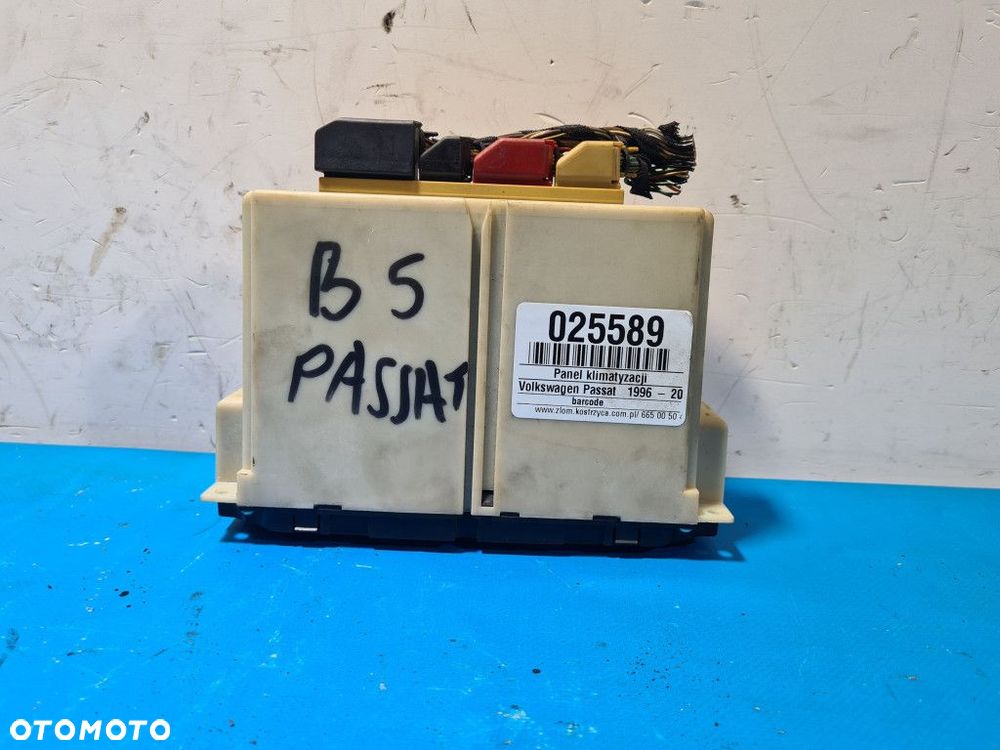 B5
PASSAT
025589
Panel klimatyzacji
Volkswagen Passat 1996 - 20
barcode
www.zlom.kostrzyca.com.pl/ 665 00 50
OTOMOTO